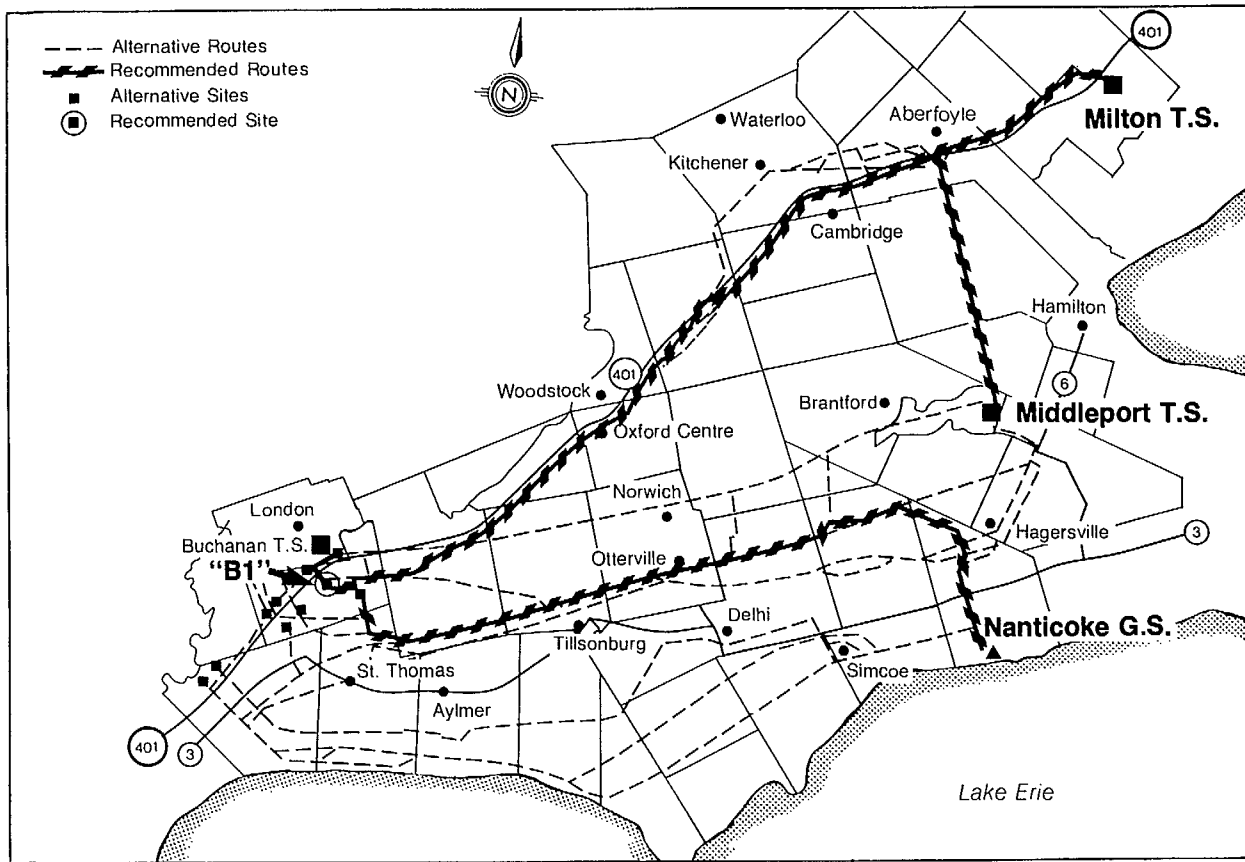 Alternative Routes
Recommended Routes
Alternative Sites
Recommended Site
N
401
Milton T.S.
Waterloo
Aberfoyle
Kitchener
Cambridge
Hamilton
401
6
Woodstock
Brantford
Middleport T.S.
Oxford Centre
Norwich
London
Hagersville
3
Buchanan T.S.
"B1"
Otterville
Delhi
Nanticoke G.S.
Tillsonburg
St. Thomas
Simcoe
Aylmer
401
3
Lake Erie